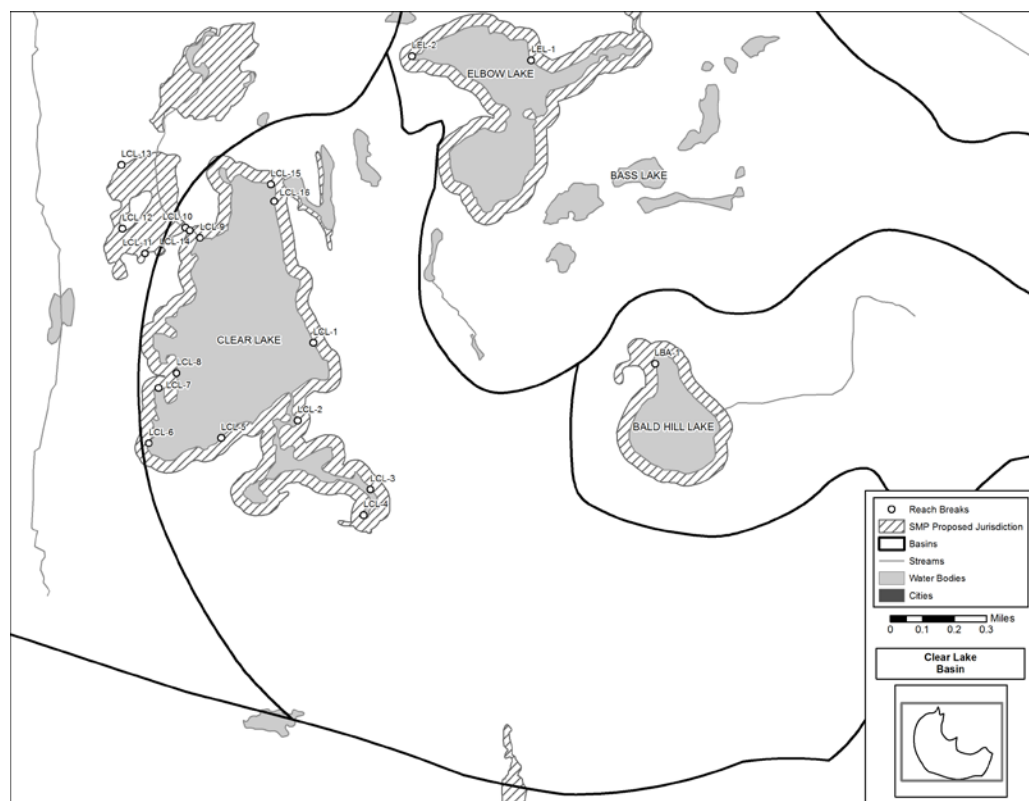 LEL-2
LEL-1
ELBOW LAKE
LCL-13
LCL-15
BASS LAKE
LCL-16
LCL-12
LCL-10
LCL-9
LCL-11
LCL-14
LCL-1
CLEAR LAKE
LBA-1
LCL-8
LCL-7
LCL-2
BALD HILL LAKE
LCL-5
LCL-6
LCL-3
LCL-4
Reach Breaks
SMP Proposed Jurisdiction
Basins
Streams
Water Bodies
Cities
Miles
0 0.1 0.2 0.3
Clear Lake
Basin